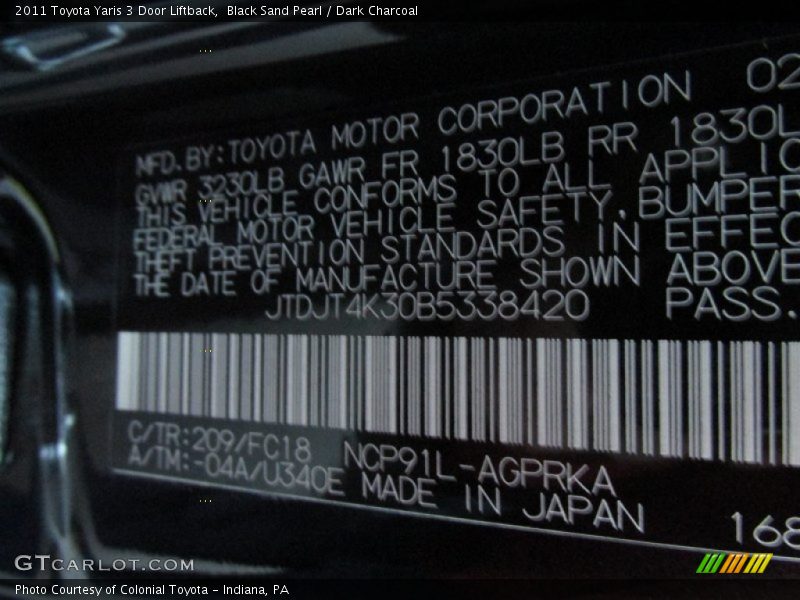 2011 Toyota Yaris 3 Door Liftback,  Black Sand Pearl / Dark Charcoal
MFD.BY:TOYOTA MOTOR CORPORATION 02
GVWR 3230LB GAWR FR 1830LB RR 1830L
THIS VEHICLE CONFORMS TO ALL APPLIC
FEDERAL MOTOR VEHICLE SAFETY, BUMPER
THEFT PREVENTION STANDARDS IN EFFEC
THE DATE OF MANUFACTURE SHOWN ABOVE
JTDJT4K30B5338420 PASS.
C/TR:209/FC18 NCP91L-AGPRKA
A/TM:-04A/U340E MADE IN JAPAN
168
GTCARLOT.COM
Photo Courtesy of Colonial Toyota - Indiana, PA